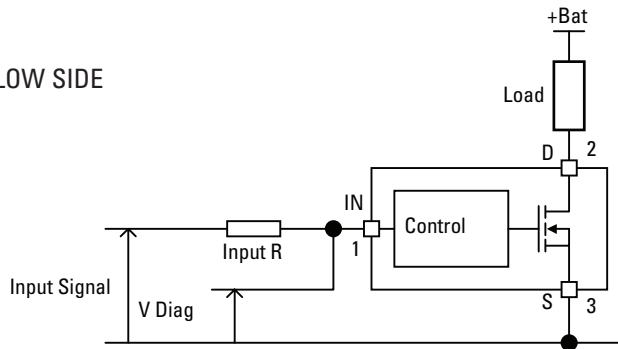 +Bat
LOW SIDE
Load
D 2
IN
Control
1
Input R
Input Signal
V Diag
S 3